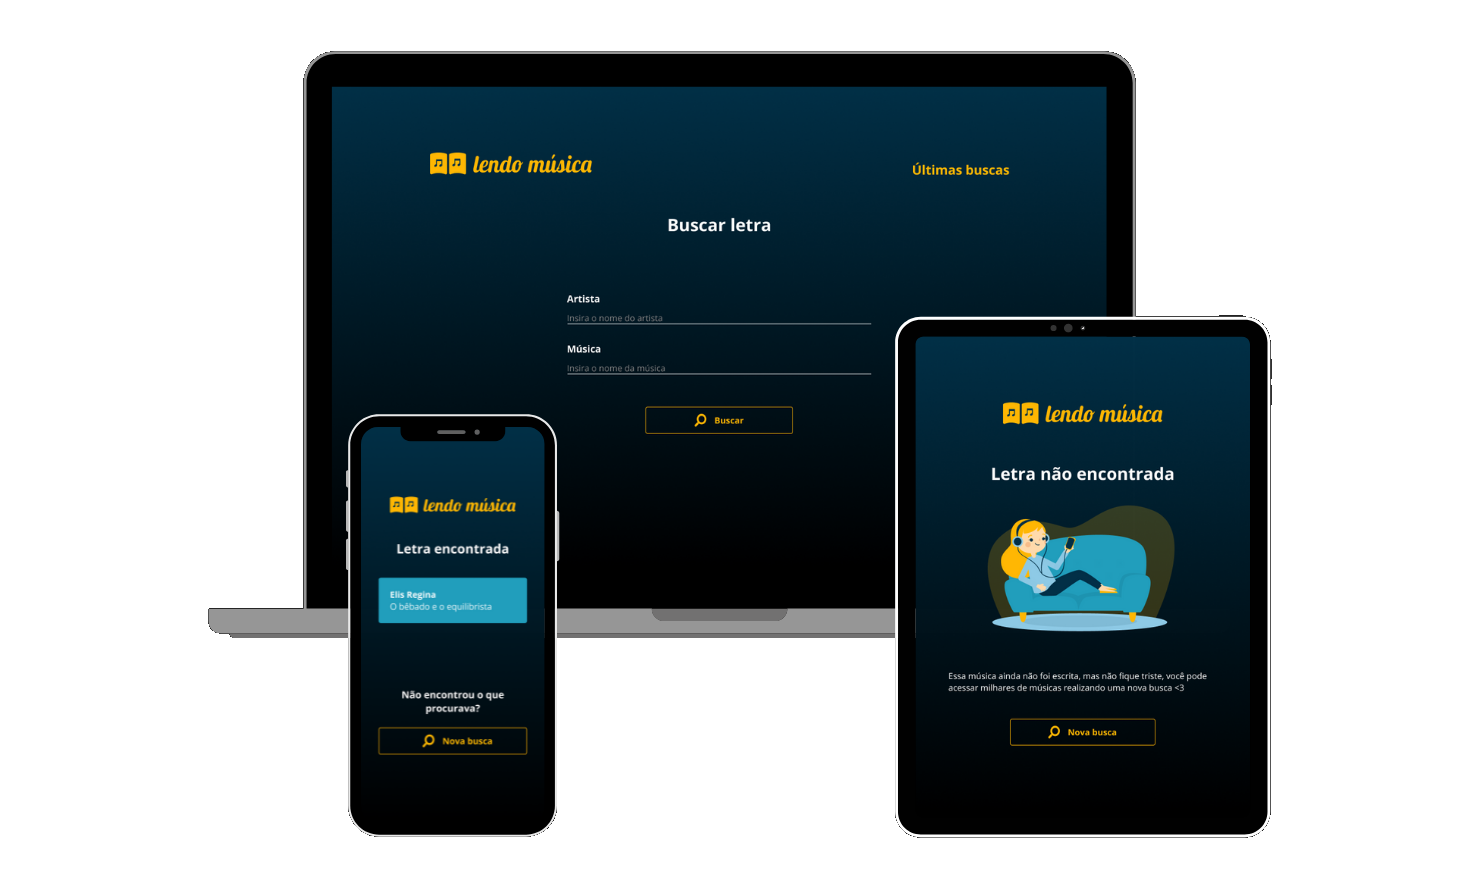 lendo música
Últimas buscas
Buscar letra
Artista
Insira o nome do artista
Música
Insira o nome da música
Buscar
lendo música
Letra encontrada
Elis Regina
O bêbado e o equilibrista
Não encontrou o que
procurava?
Nova busca
lendo música
Letra não encontrada
Essa música ainda não foi escrita, mas não fique triste, você pode
acessar milhares de músicas realizando uma nova busca <3
Nova busca